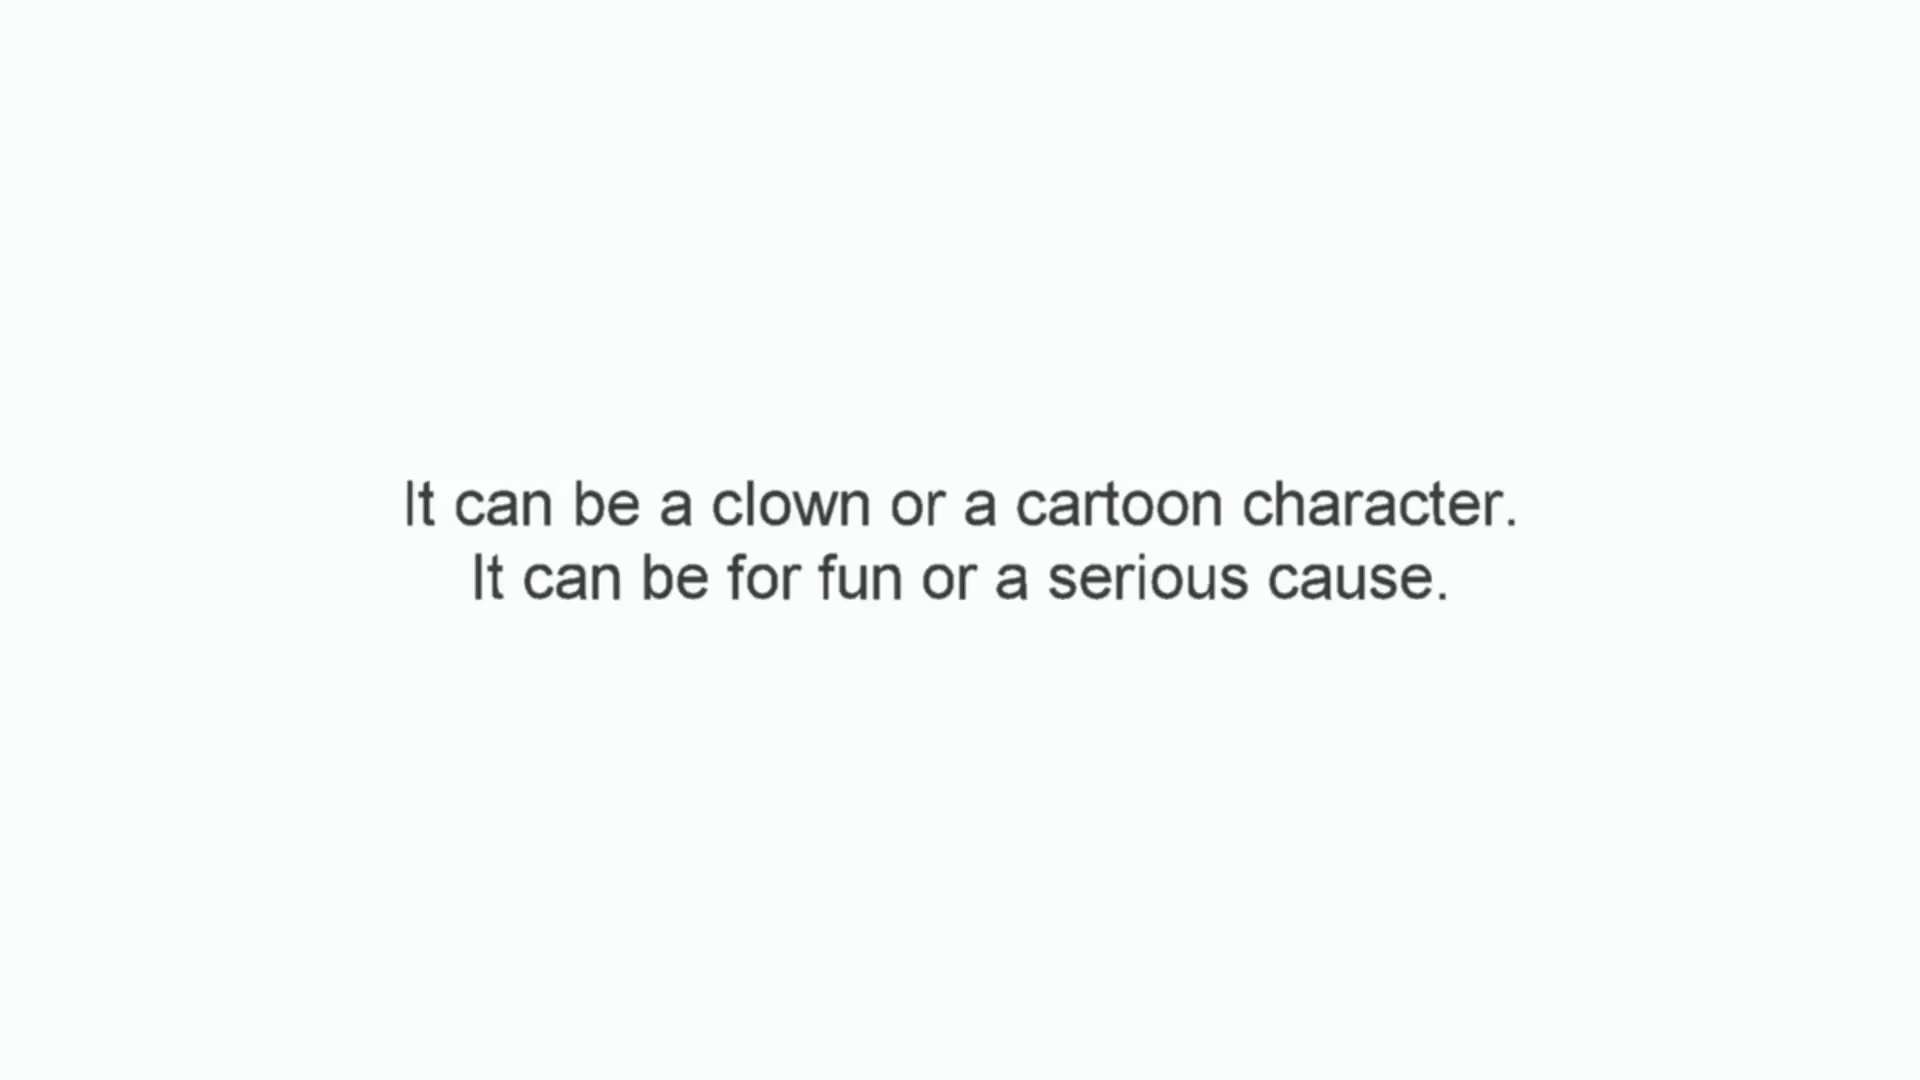 It can be a clown or a cartoon character.
It can be for fun or a serious cause.